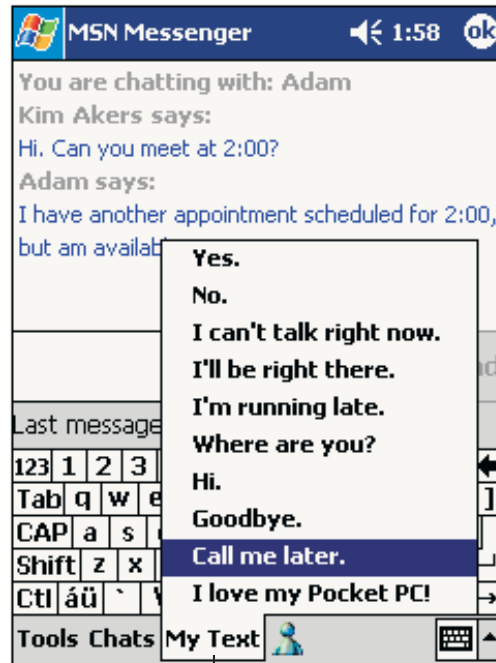 MSN Messenger 1:58 ok
You are chatting with: Adam
Kim Akers says:
Hi. Can you meet at 2:00?
Adam says:
I have another appointment scheduled for 2:00,
but am availab
Yes.
No.
I can't talk right now.
I'll be right there.
I'm running late.
Where are you?
Hi.
Goodbye.
Call me later.
I love my Pocket PC!
Last message
123 1 2 3
Tab q w e
CAP a s
Shift z x
Ctl áü `
Tools Chats My Text